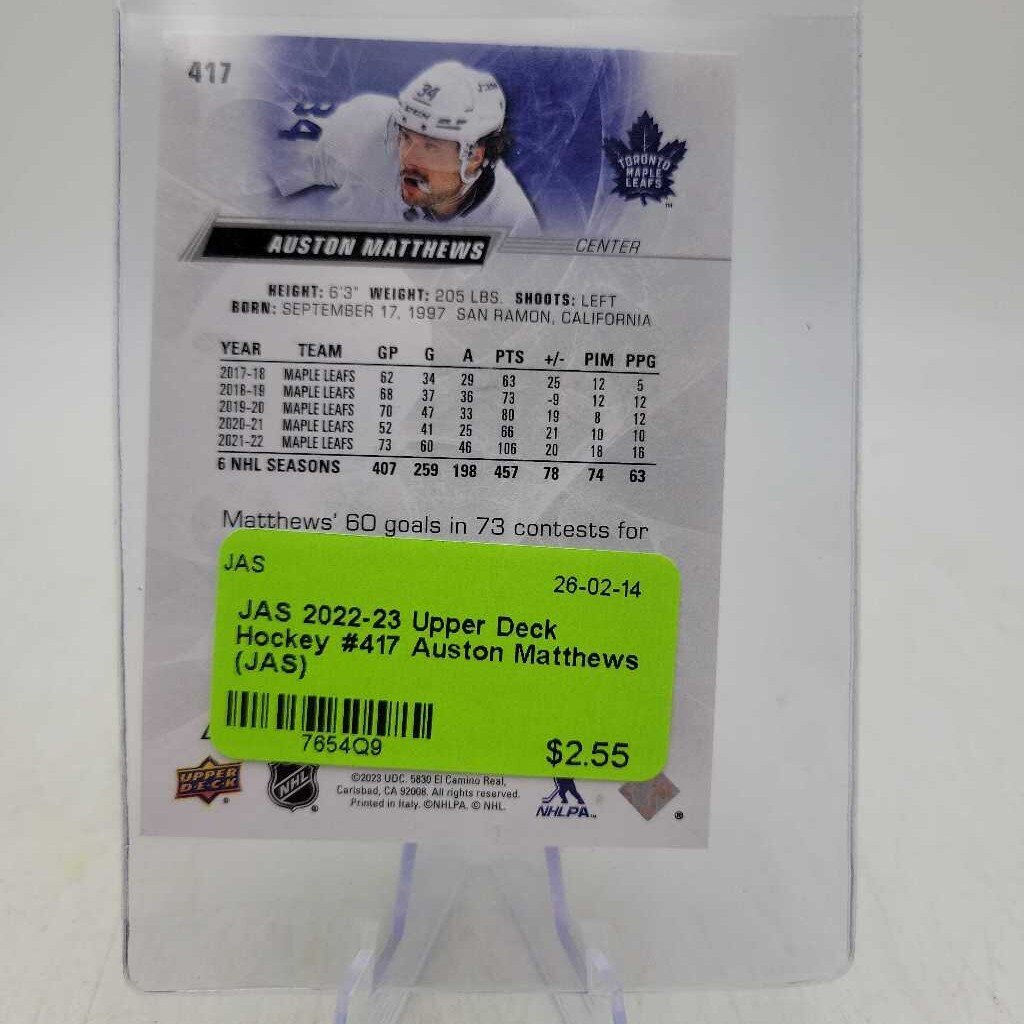 417
34
34
TORONTO
MAPLE
LEAFS
TM
AUSTON MATTHEWS
CENTER
HEIGHT: 6'3" WEIGHT: 205 LBS. SHOOTS: LEFT
BORN: SEPTEMBER 17, 1997 SAN RAMON, CALIFORNIA
YEAR TEAM GP G A PTS +/- PIM PPG
2017-18 MAPLE LEAFS 62 34 29 63 25 12 5
2018-19 MAPLE LEAFS 68 37 36 73 -9 12 12
2019-20 MAPLE LEAFS 70 47 33 80 19 8 12
2020-21 MAPLE LEAFS 52 41 25 66 21 10 10
2021-22 MAPLE LEAFS 73 60 46 106 20 18 16
6 NHL SEASONS 407 259 198 457 78 74 63
Matthews' 60 goals in 73 contests for
JAS
26-02-14
JAS 2022-23 Upper Deck
Hockey #417 Auston Matthews
(JAS)
7654Q9
$2.55
UPPER
DECK
®
NHL
®
©2023 UDC. 5830 El Camino Real,
Carlsbad, CA 92008. All rights reserved.
Printed in Italy. ©NHLPA. © NHL.
NHLPA™
®